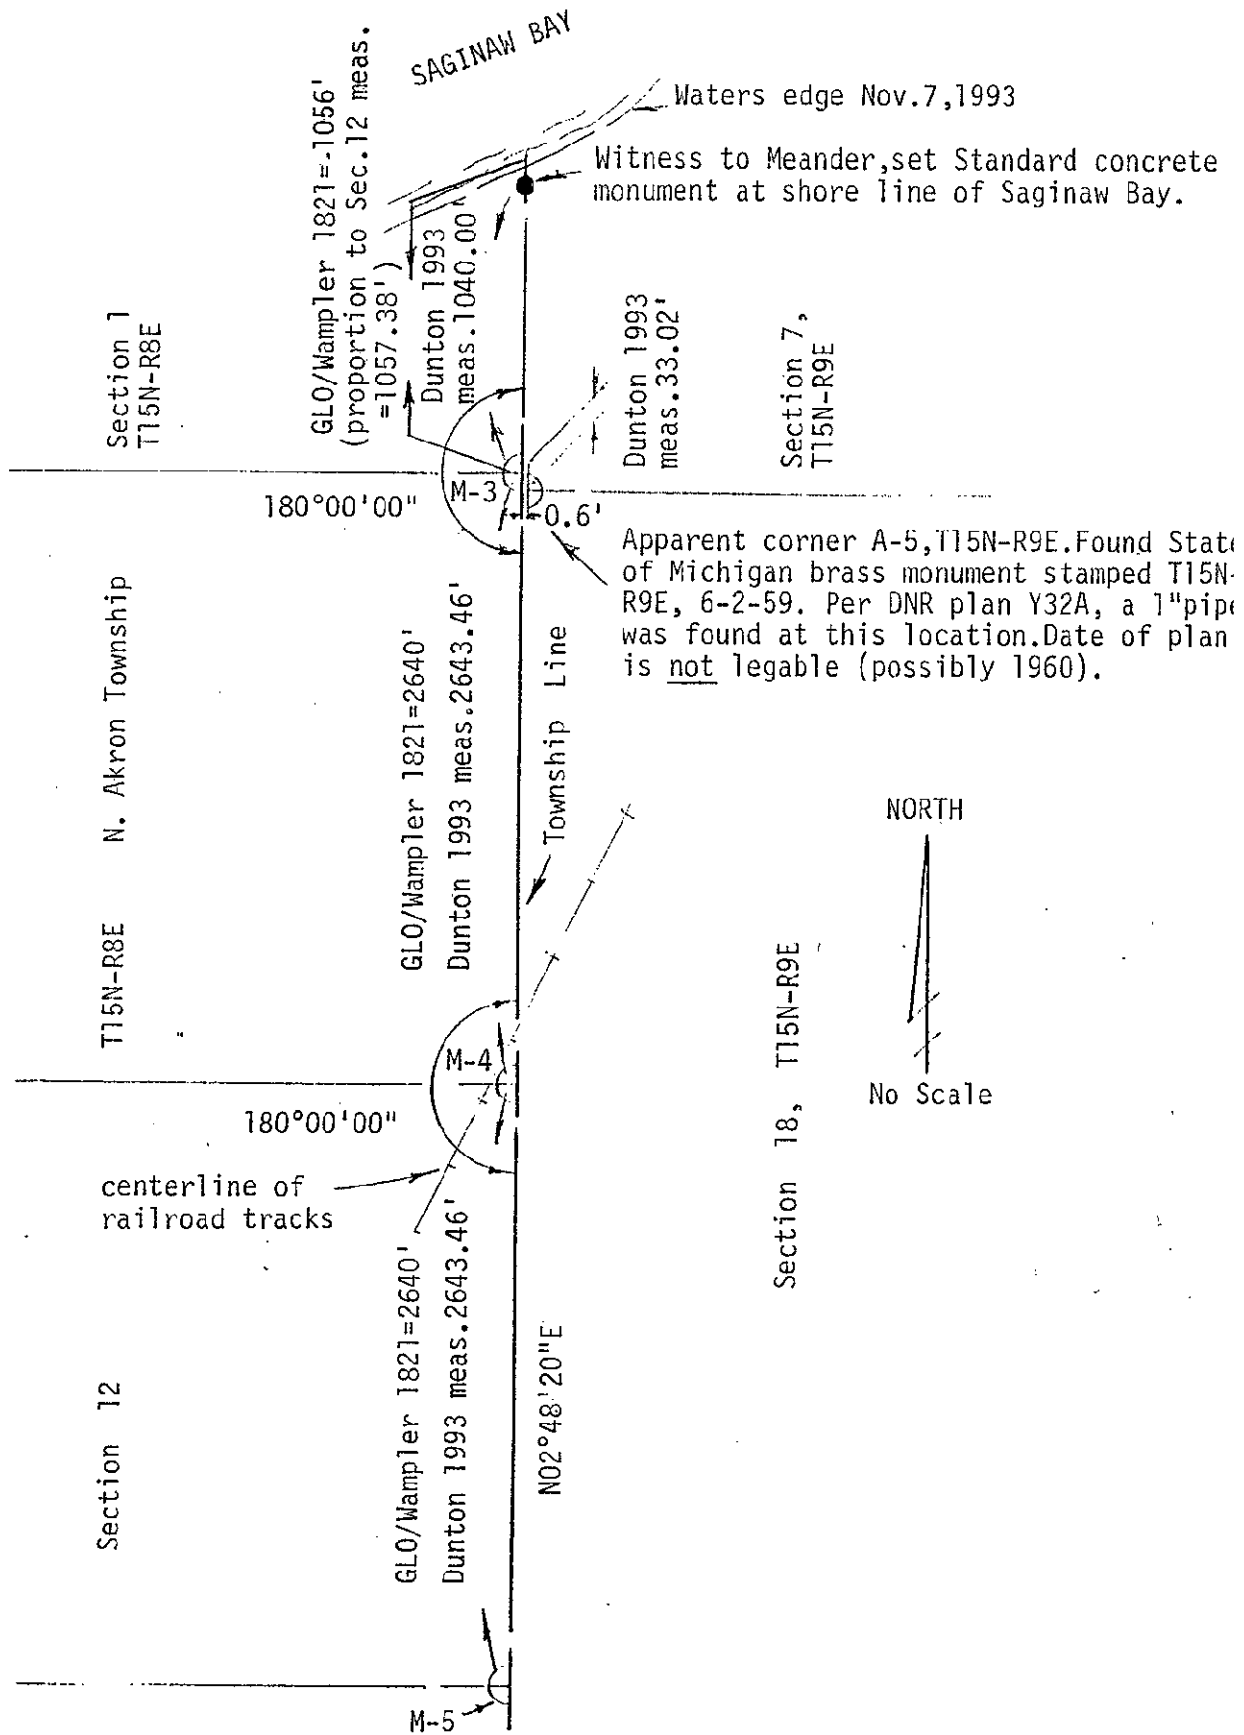 SAGINAW BAY
Waters edge Nov.7,1993
Witness to Meander,set Standard concrete
monument at shore line of Saginaw Bay.
GLO/Wampler 1821=1056'
(proportion to Sec.12 meas.
=1057.38')
Dunton 1993
meas.1040.00'
Section 1
T15N-R8E
Dunton 1993
meas.33.02'
Section 7,
T15N-R9E
M-3
180°00'00"
0.6'
Apparent corner A-5,T15N-R9E.Found State
of Michigan brass monument stamped T15N-
R9E, 6-2-59. Per DNR plan Y32A, a 1"pipe
was found at this location.Date of plan
is not legable (possibly 1960).
T15N-R8E N. Akron Township
GLO/Wampler 1821=2640'
Dunton 1993 meas.2643.46'
Township Line
NORTH
No Scale
Section 18, T15N-R9E
M-4
180°00'00"
centerline of
railroad tracks
Section 12
GLO/Wampler 1821=2640'
Dunton 1993 meas.2643.46'
N02°48'20"E
M-5